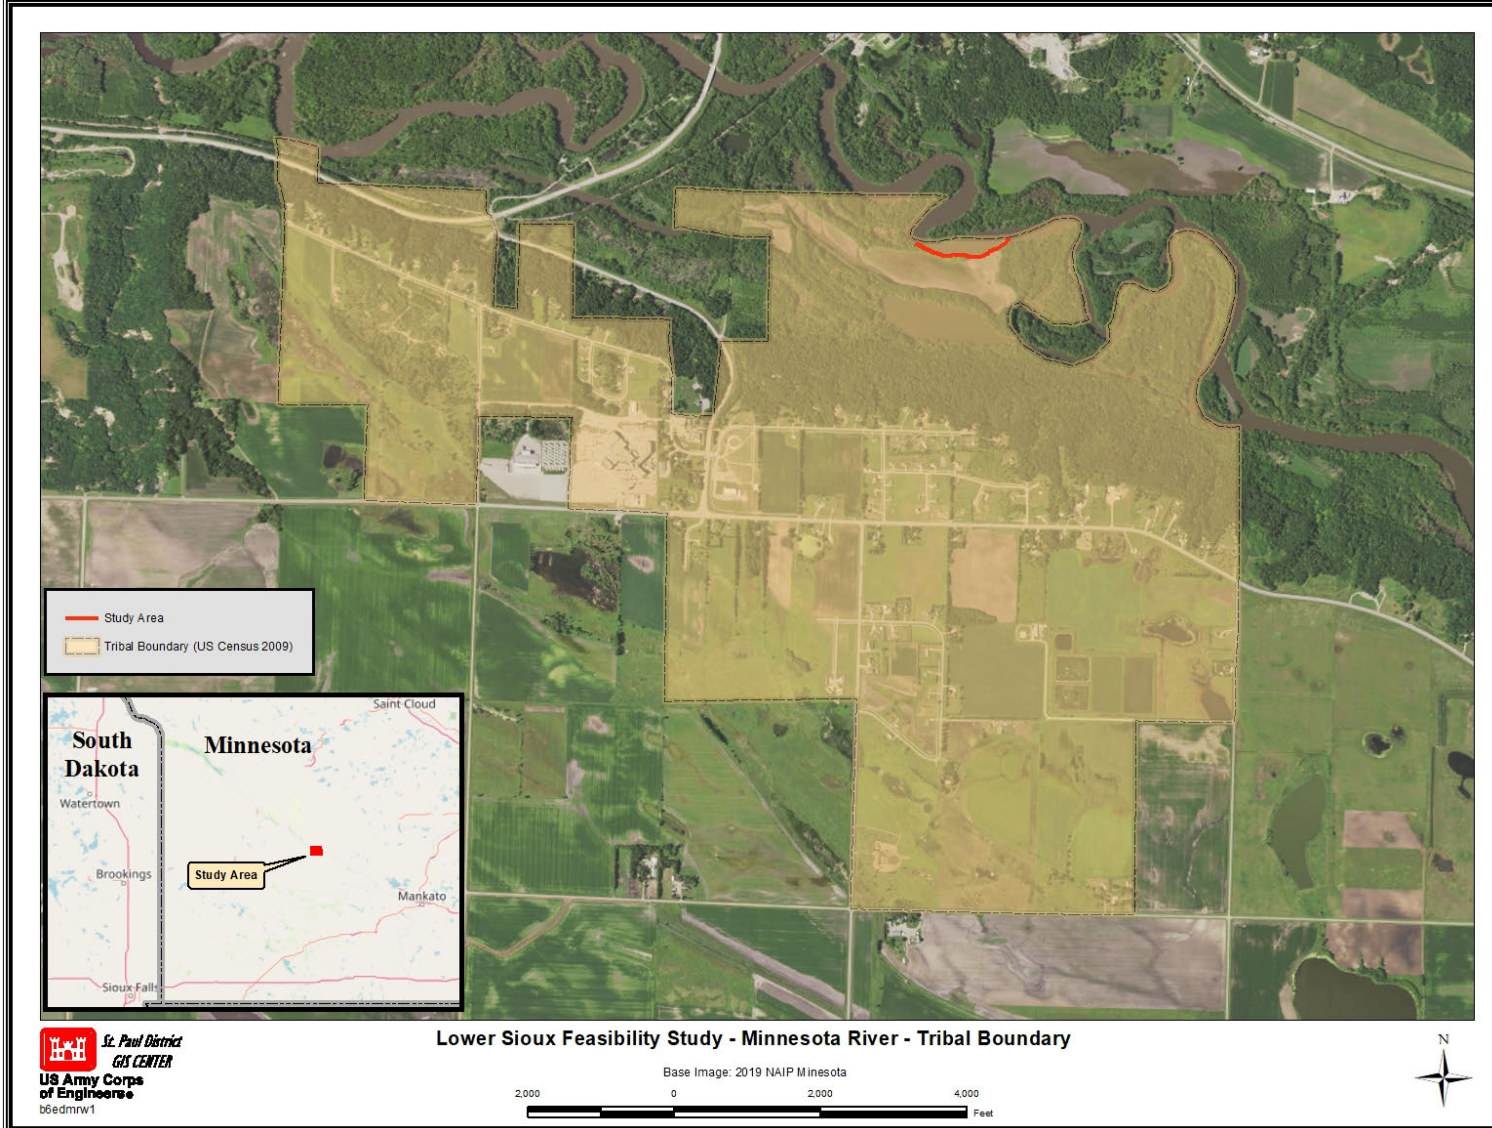 Study Area
Tribal Boundary (US Census 2009)
Saint Cloud
South
Dakota
Minnesota
Watertown
Study Area
Brookings
Mankato
Sioux Falls
St. Paul District
GIS CENTER
US Army Corps
of Engineers®
b6edmrw1
Lower Sioux Feasibility Study - Minnesota River - Tribal Boundary
Base Image: 2019 NAIP Minesota
2,000 0 2,000 4,000
Feet
N